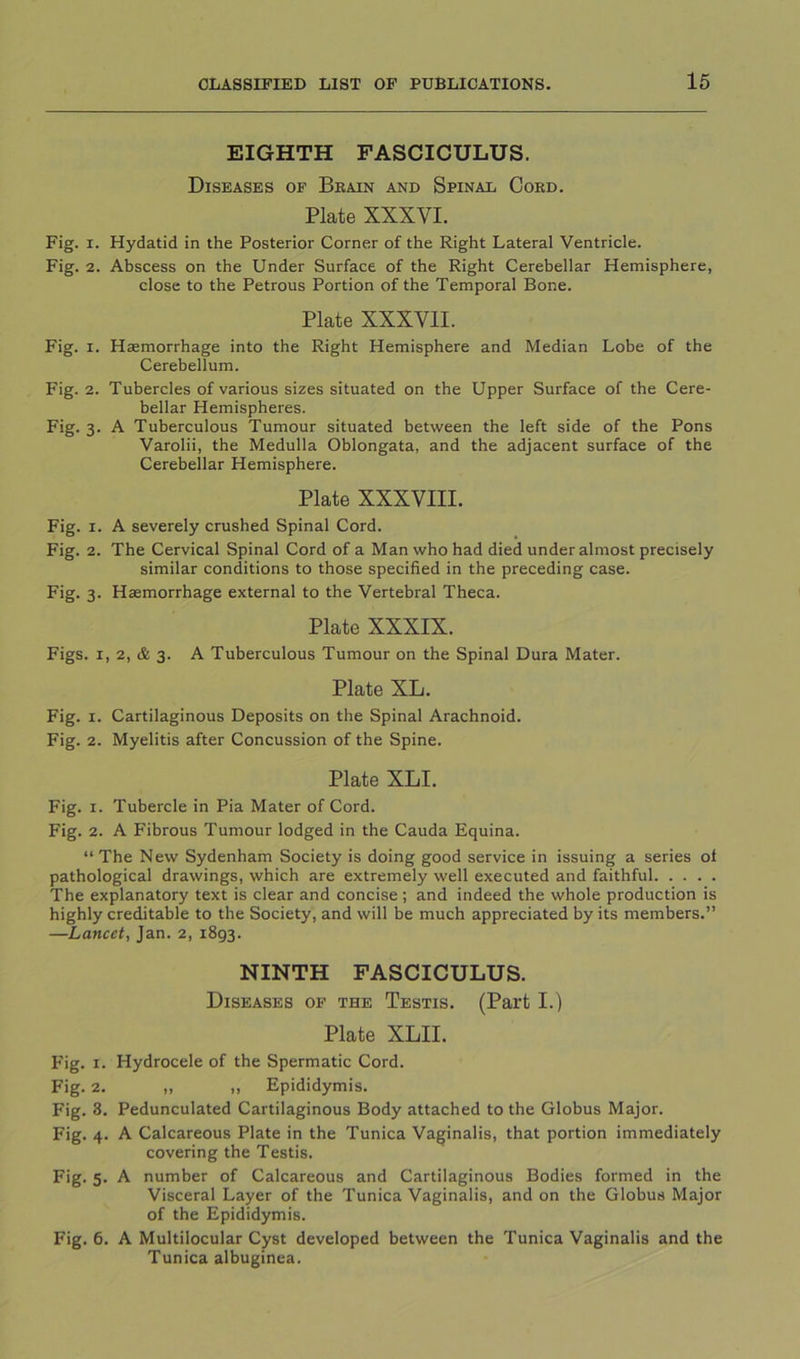 CLASSIFIED LIST OF PUBLICATIONS. 15
EIGHTH FASCICULUS.
Diseases of Brain and Spinal Cord.
Plate XXXVI.
Fig. 1. Hydatid in the Posterior Corner of the Right Lateral Ventricle.
Fig. 2. Abscess on the Under Surface of the Right Cerebellar Hemisphere,
close to the Petrous Portion of the Temporal Bone.
Plate XXXVII.
Fig. 1. Hæmorrhage into the Right Hemisphere and Median Lobe of the
Cerebellum.
Fig. 2. Tubercles of various sizes situated on the Upper Surface of the Cere-
bellar Hemispheres.
Fig. 3. A Tuberculous Tumour situated between the left side of the Pons
Varolii, the Medulla Oblongata, and the adjacent surface of the
Cerebellar Hemisphere.
Plate XXXVIII.
Fig. 1. A severely crushed Spinal Cord.
Fig. 2. The Cervical Spinal Cord of a Man who had died under almost precisely
similar conditions to those specified in the preceding case.
Fig. 3. Hæmorrhage external to the Vertebral Theca.
Plate XXXIX.
Figs. 1, 2, & 3. A Tuberculous Tumour on the Spinal Dura Mater.
Plate XL.
Fig. 1. Cartilaginous Deposits on the Spinal Arachnoid.
Fig. 2. Myelitis after Concussion of the Spine.
Plate XLI.
Fig. 1. Tubercle in Pia Mater of Cord.
Fig. 2. A Fibrous Tumour lodged in the Cauda Equina.
“The New Sydenham Society is doing good service in issuing a series of
pathological drawings, which are extremely well executed and faithful. . . . .
The explanatory text is clear and concise; and indeed the whole production is
highly creditable to the Society, and will be much appreciated by its members.”
—Lancet, Jan. 2, 1893.
NINTH FASCICULUS.
Diseases of the Testis. (Part I.)
Plate XLII.
Fig. 1. Hydrocele of the Spermatic Cord.
Fig. 2. „ „ Epididymis.
Fig. 3. Pedunculated Cartilaginous Body attached to the Globus Major.
Fig. 4. A Calcareous Plate in the Tunica Vaginalis, that portion immediately
covering the Testis.
Fig. 5. A number of Calcareous and Cartilaginous Bodies formed in the
Visceral Layer of the Tunica Vaginalis, and on the Globus Major
of the Epididymis.
Fig. 6. A Multilocular Cyst developed between the Tunica Vaginalis and the
Tunica albuginea.